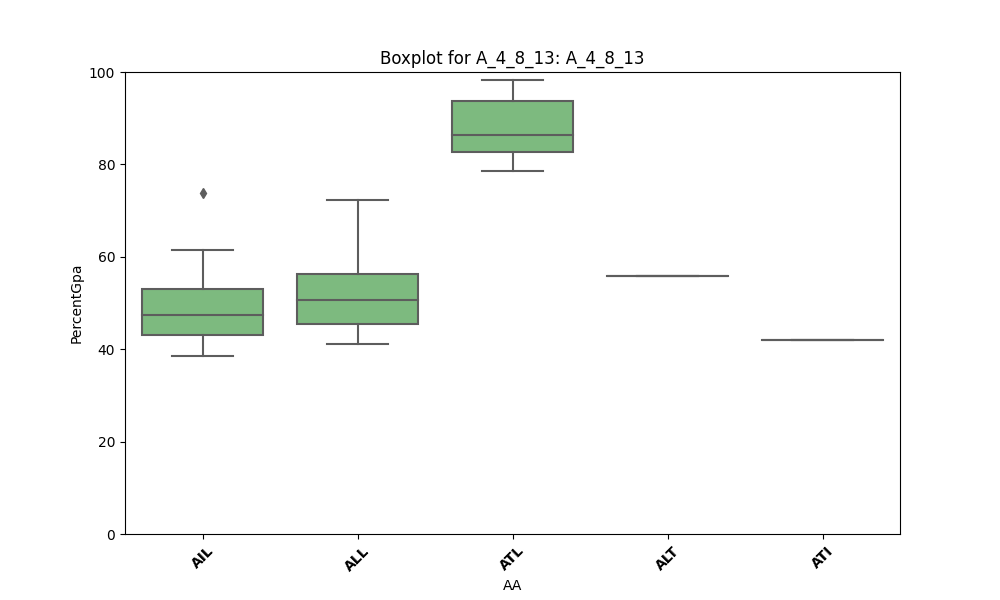 Boxplot for A_4_8_13: A_4_8_13
100
80
60
40
20
0
PercentGpa
AIL
ALL
ATL
ALT
ATI
AA